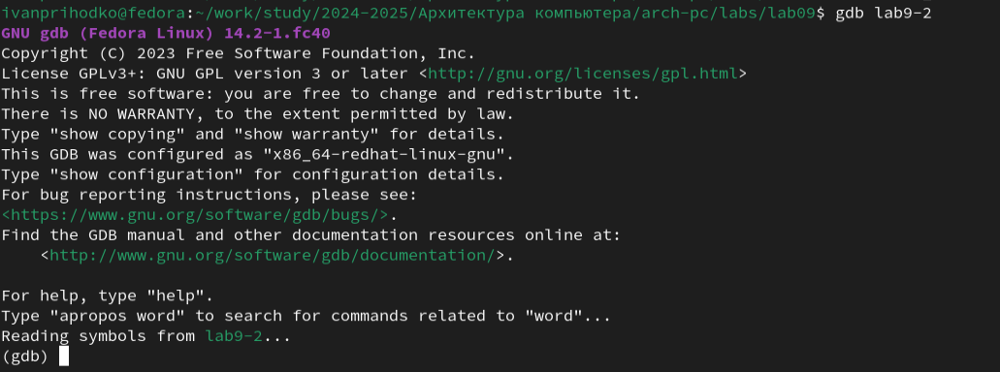 ivanprihodko@fedora:~/work/study/2024-2025/Архитектура компьютера/arch-pc/labs/lab09$ gdb lab9-2
GNU gdb (Fedora Linux) 14.2-1.fc40
Copyright (C) 2023 Free Software Foundation, Inc.
License GPLv3+: GNU GPL version 3 or later <http://gnu.org/licenses/gpl.html>
This is free software: you are free to change and redistribute it.
There is NO WARRANTY, to the extent permitted by law.
Type "show copying" and "show warranty" for details.
This GDB was configured as "x86_64-redhat-linux-gnu".
Type "show configuration" for configuration details.
For bug reporting instructions, please see:
<https://www.gnu.org/software/gdb/bugs/>.
Find the GDB manual and other documentation resources online at:
    <http://www.gnu.org/software/gdb/documentation/>.

For help, type "help".
Type "apropos word" to search for commands related to "word"...
Reading symbols from lab9-2...
(gdb)